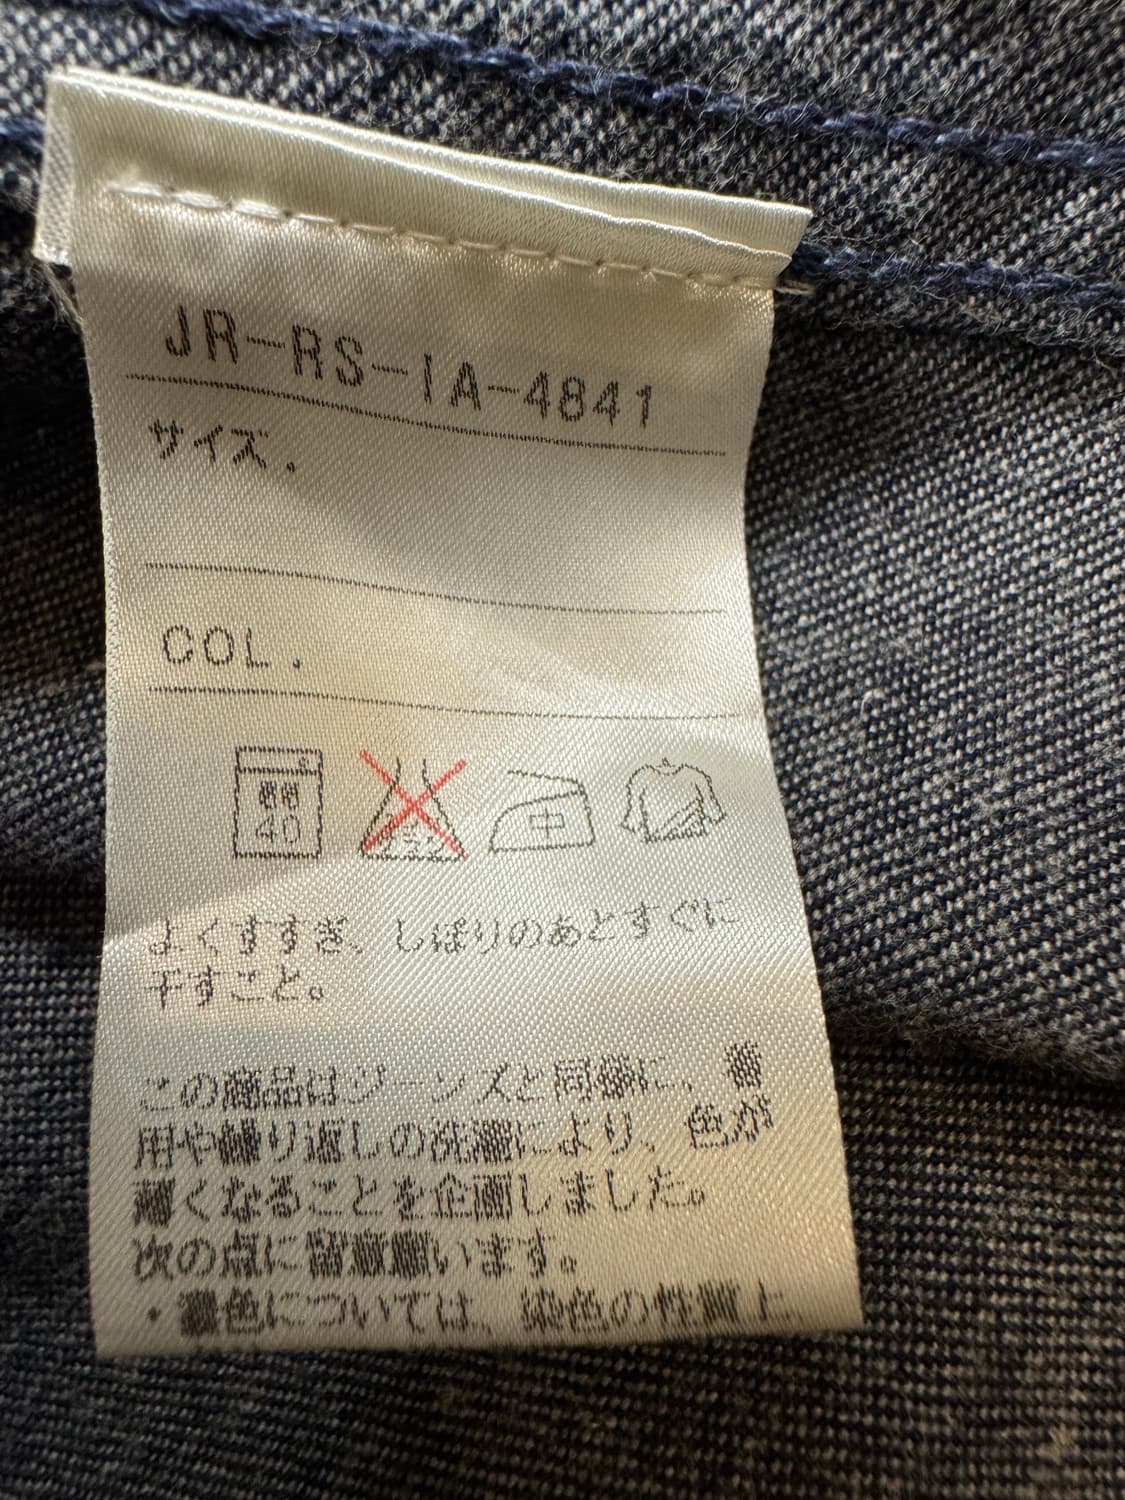 JR-RS-IA-4841
サイズ.
COL.
40
エンソ
よくすすぎ、しぼりのあとすぐに
干すこと。
この商品はジーンズと同様に、着
用や繰り返しの洗濯により、色が
薄くなることを企画しました。
次の点に留意願います。
・濃色については、染色の性質上